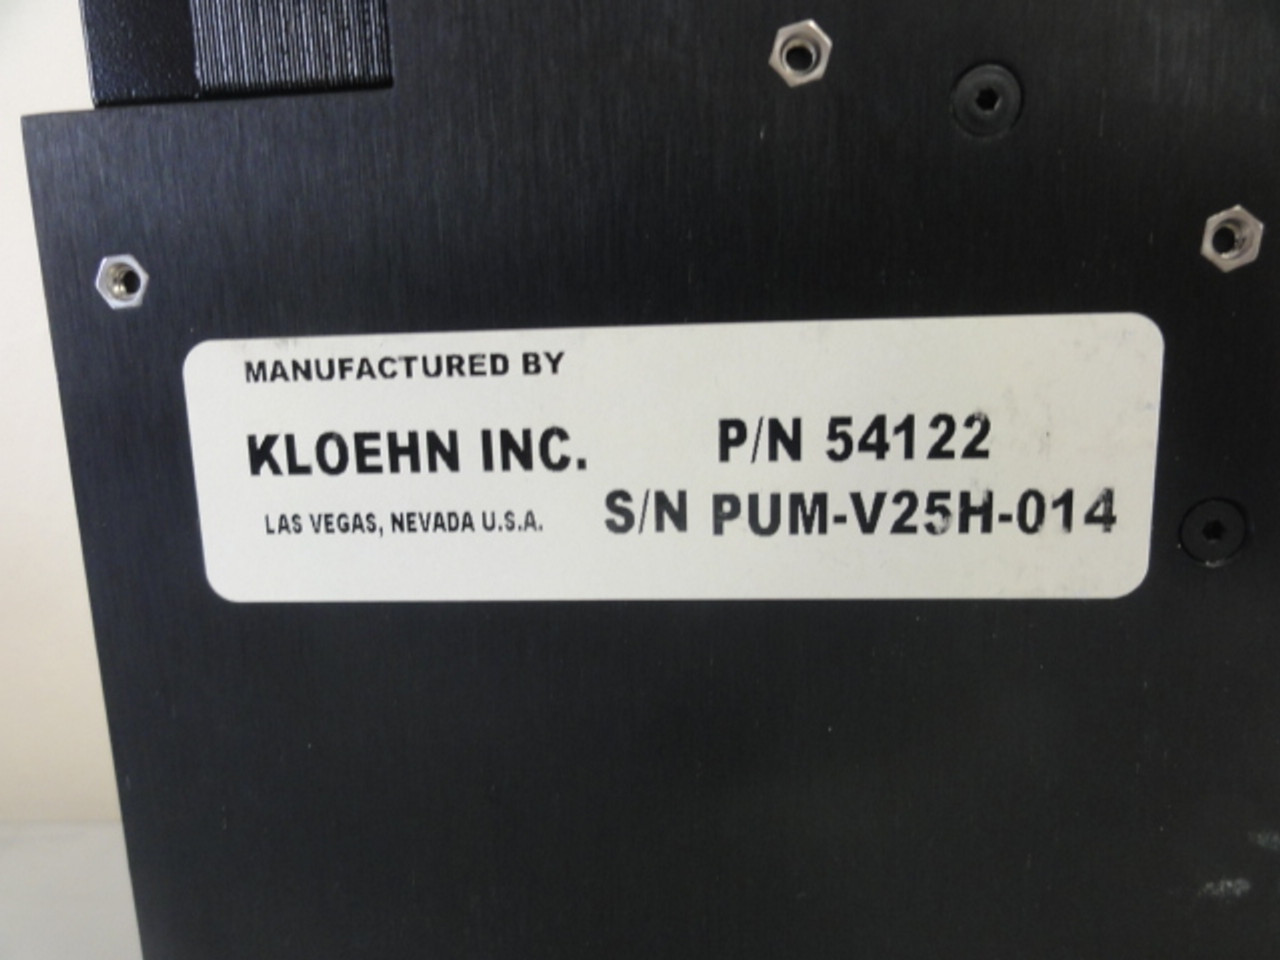 MANUFACTURED BY
KLOEHN INC. P/N 54122
LAS VEGAS, NEVADA U.S.A. S/N PUM-V25H-014